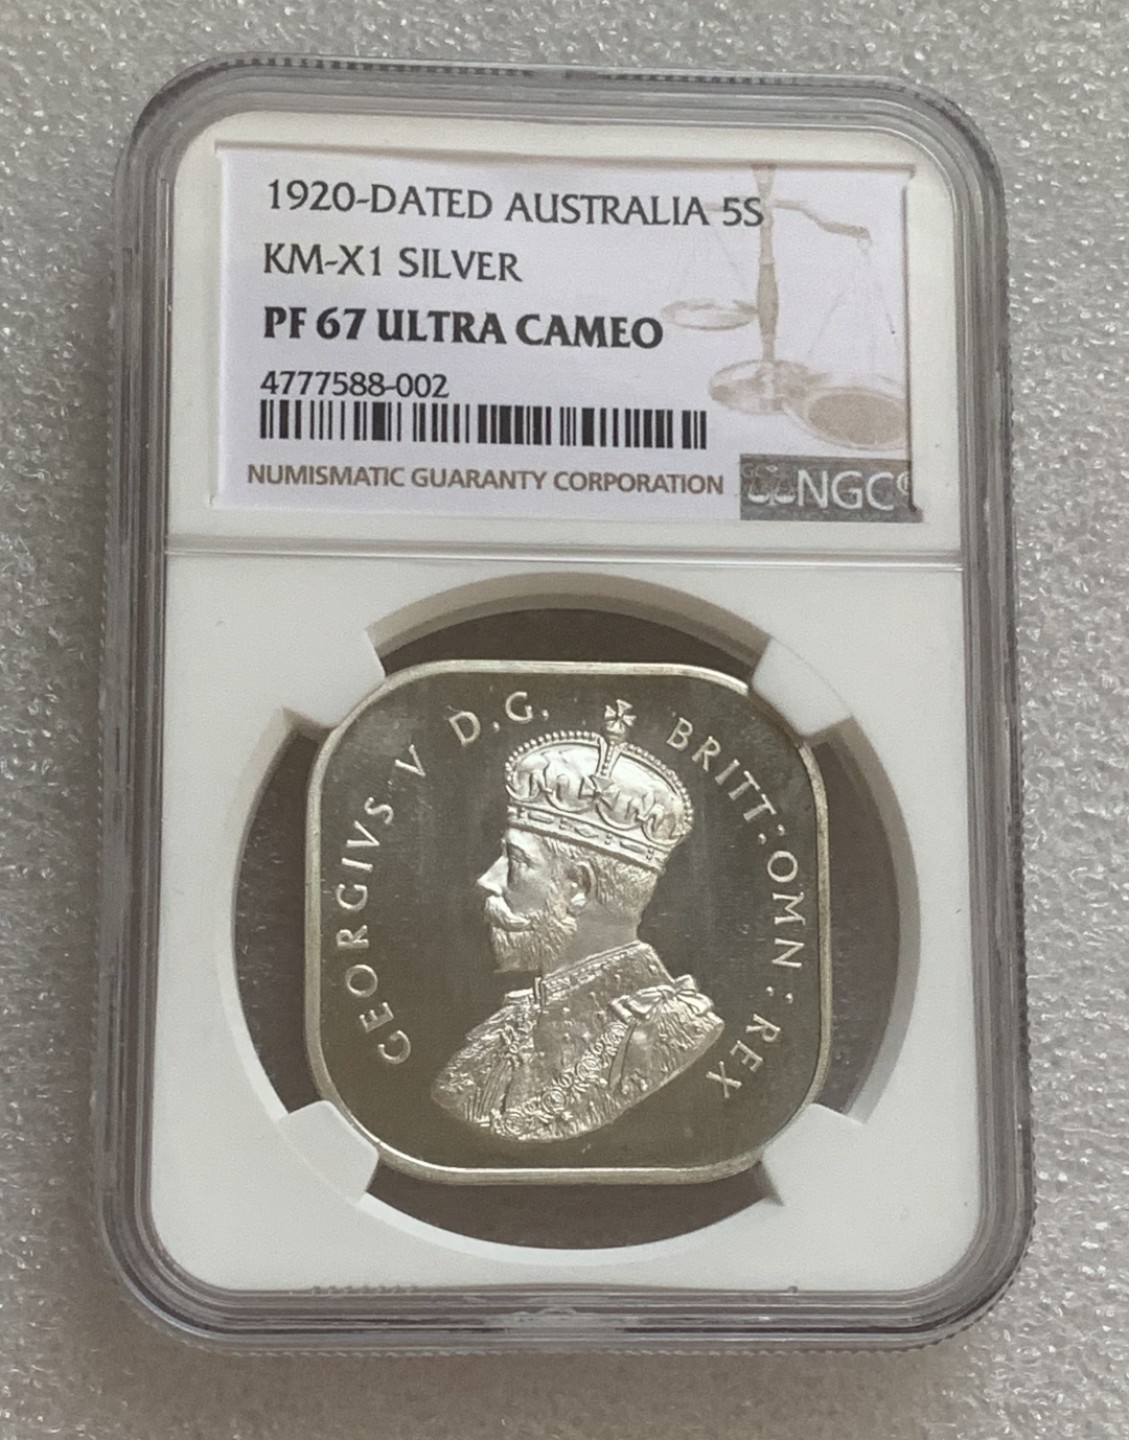 1920-DATED AUSTRALIA 5S
KM-X1 SILVER
PF 67 ULTRA CAMEO
4777588-002
NUMISMATIC GUARANTY CORPORATION
NGC®
GEORGIVS V D.G. BRITT:OMN:REX